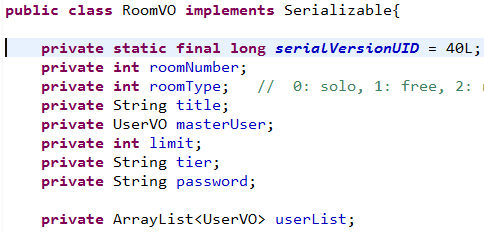 public class RoomVO implements Serializable{
private static final long serialVersionUID = 40L;
private int roomNumber;
private int roomType;   //  0: solo, 1: free, 2:
private String title;
private UserVO masterUser;
private int limit;
private String tier;
private String password;
private ArrayList<UserVO> userList;